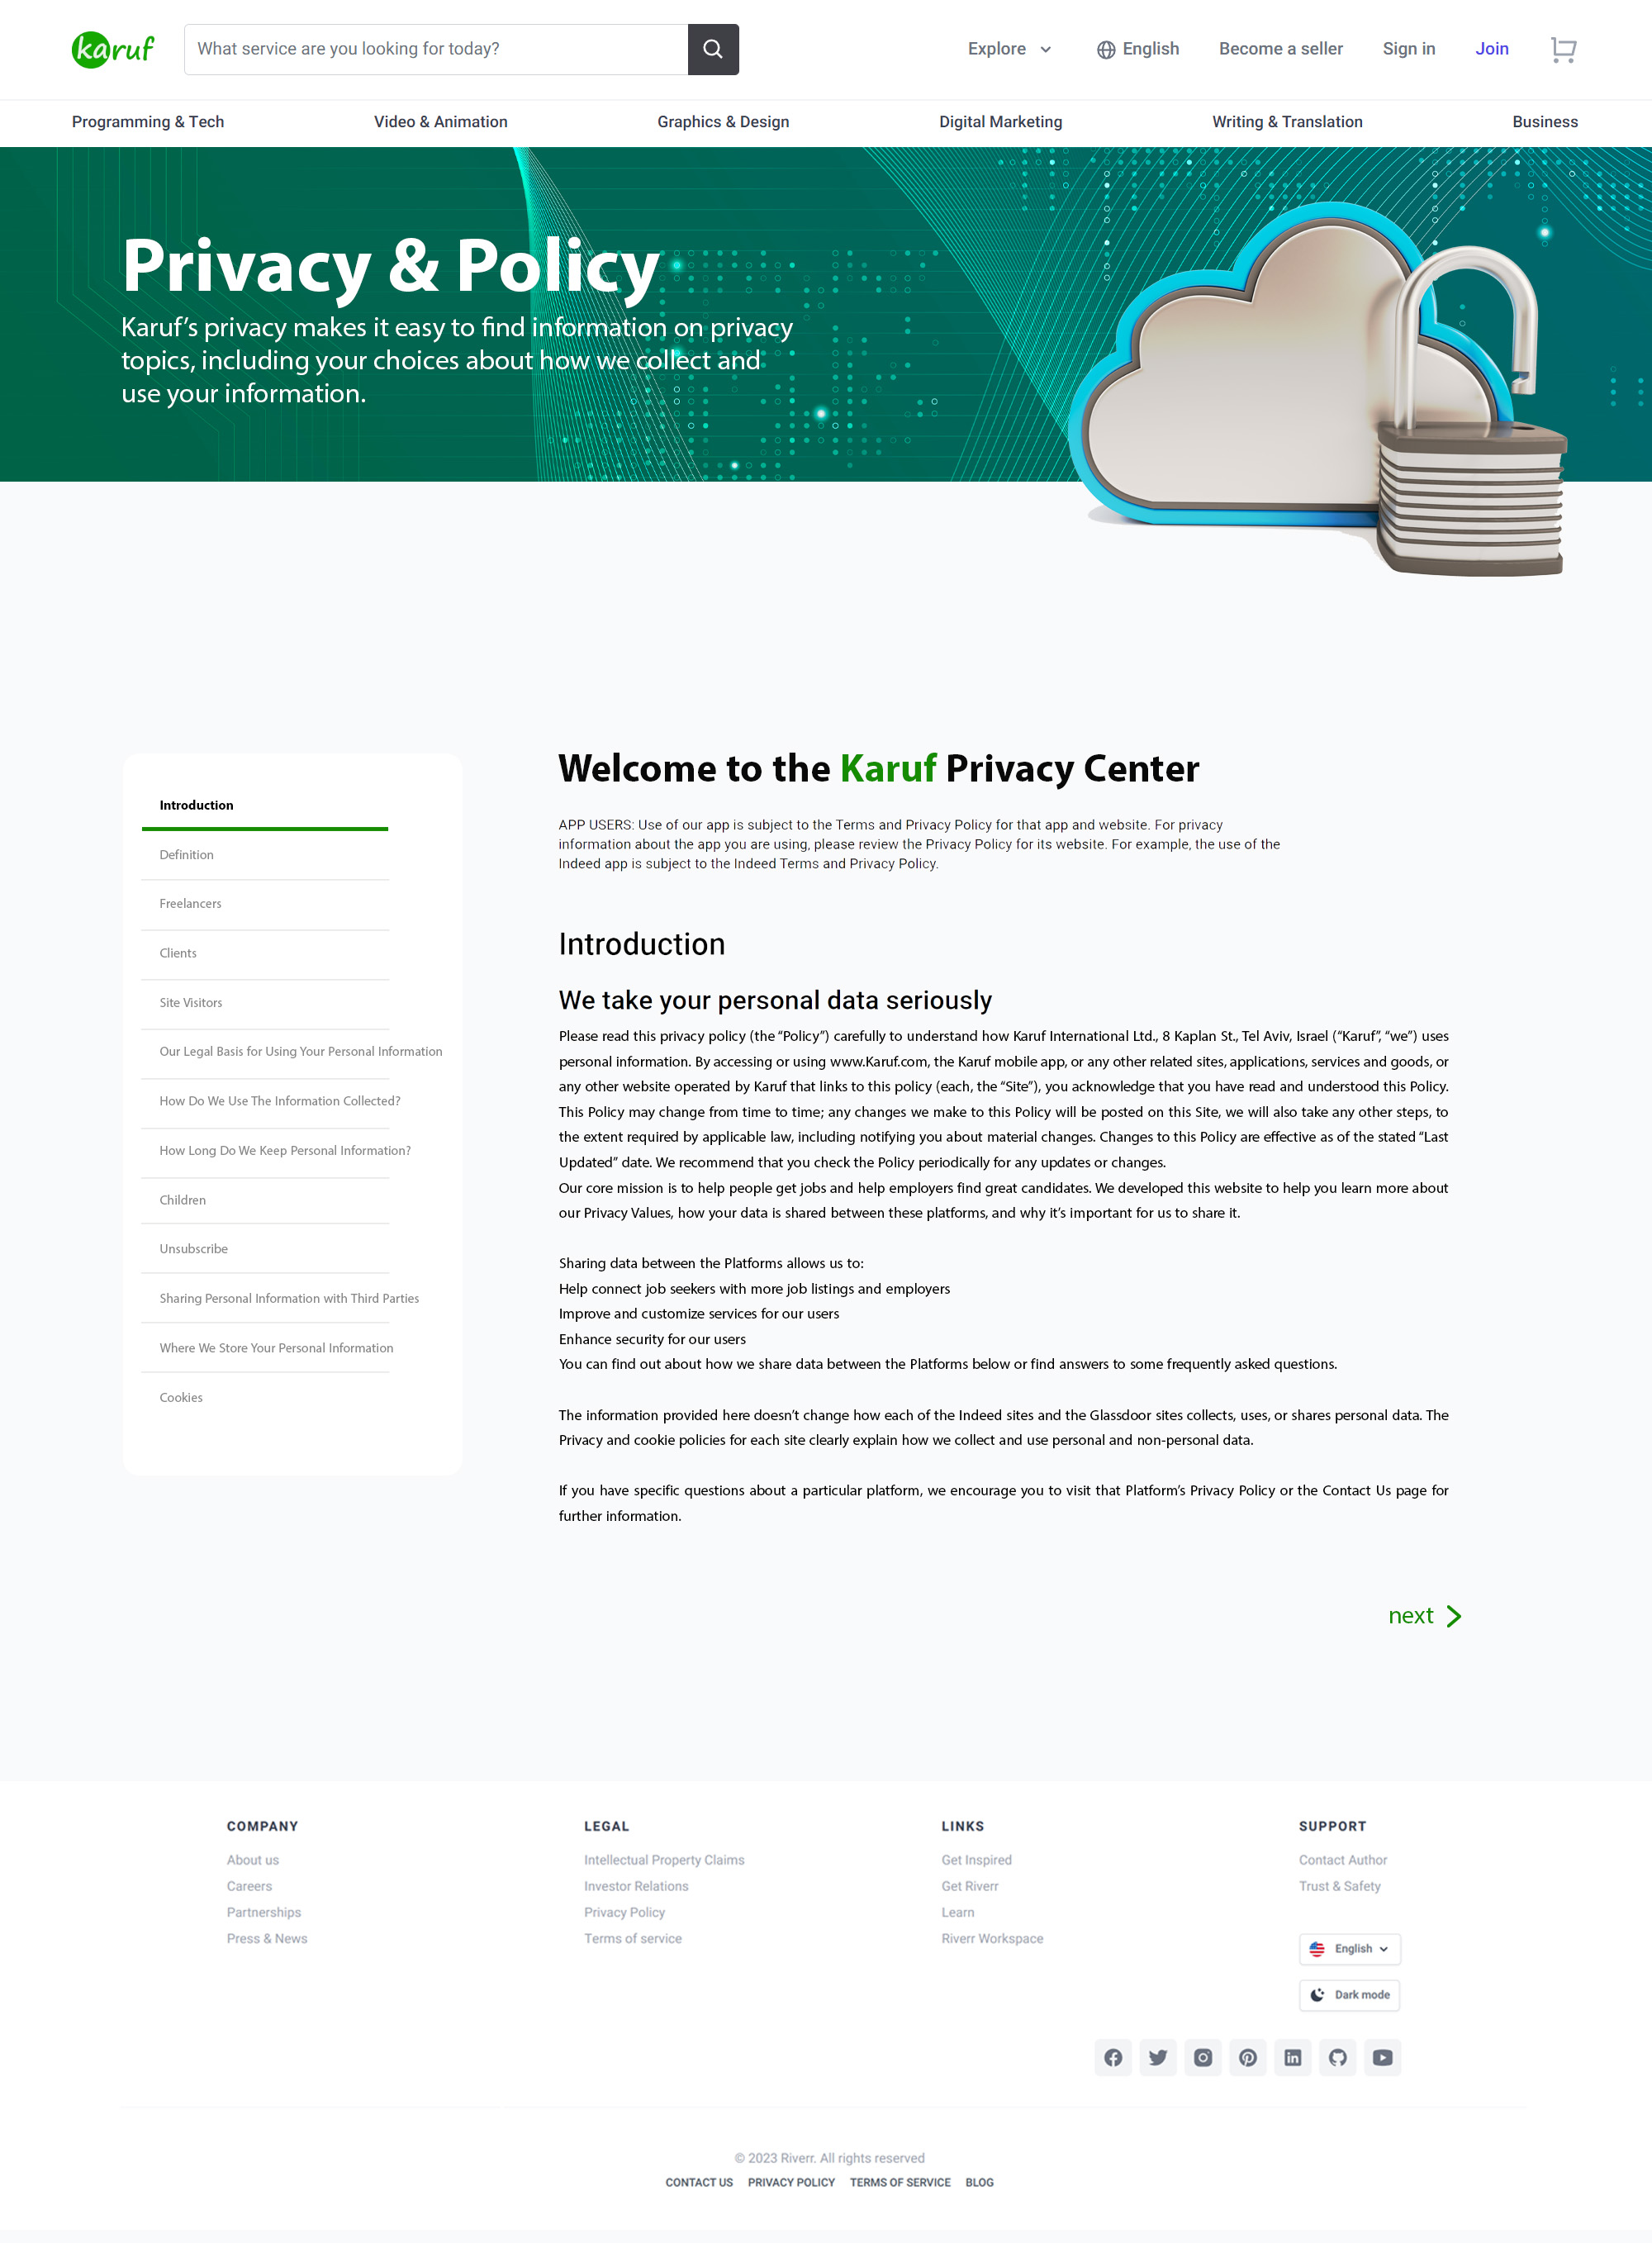 karuf
What service are you looking for today?
Explore
English
Become a seller
Sign in
Join
Programming & Tech
Video & Animation
Graphics & Design
Digital Marketing
Writing & Translation
Business
Privacy & Policy
Karuf’s privacy makes it easy to find information on privacy
topics, including your choices about how we collect and
use your information.
Introduction
Definition
Freelancers
Clients
Site Visitors
Our Legal Basis for Using Your Personal Information
How Do We Use The Information Collected?
How Long Do We Keep Personal Information?
Children
Unsubscribe
Sharing Personal Information with Third Parties
Where We Store Your Personal Information
Cookies
Welcome to the Karuf Privacy Center
APP USERS: Use of our app is subject to the Terms and Privacy Policy for that app and website. For privacy
information about the app you are using, please review the Privacy Policy for its website. For example, the use of the
Indeed app is subject to the Indeed Terms and Privacy Policy.
Introduction
We take your personal data seriously
Please read this privacy policy (the “Policy”) carefully to understand how Karuf International Ltd., 8 Kaplan St., Tel Aviv, Israel (“Karuf”, “we”) uses
personal information. By accessing or using www.Karuf.com, the Karuf mobile app, or any other related sites, applications, services and goods, or
any other website operated by Karuf that links to this policy (each, the “Site”), you acknowledge that you have read and understood this Policy.
This Policy may change from time to time; any changes we make to this Policy will be posted on this Site, we will also take any other steps, to
the extent required by applicable law, including notifying you about material changes. Changes to this Policy are effective as of the stated “Last
Updated” date. We recommend that you check the Policy periodically for any updates or changes.
Our core mission is to help people get jobs and help employers find great candidates. We developed this website to help you learn more about
our Privacy Values, how your data is shared between these platforms, and why it’s important for us to share it.
Sharing data between the Platforms allows us to:
Help connect job seekers with more job listings and employers
Improve and customize services for our users
Enhance security for our users
You can find out about how we share data between the Platforms below or find answers to some frequently asked questions.
The information provided here doesn’t change how each of the Indeed sites and the Glassdoor sites collects, uses, or shares personal data. The
Privacy and cookie policies for each site clearly explain how we collect and use personal and non-personal data.
If you have specific questions about a particular platform, we encourage you to visit that Platform’s Privacy Policy or the Contact Us page for
further information.
next
COMPANY
About us
Careers
Partnerships
Press & News
LEGAL
Intellectual Property Claims
Investor Relations
Privacy Policy
Terms of service
LINKS
Get Inspired
Get Riverr
Learn
Riverr Workspace
SUPPORT
Contact Author
Trust & Safety
English
Dark mode
© 2023 Riverr. All rights reserved
CONTACT US PRIVACY POLICY TERMS OF SERVICE BLOG